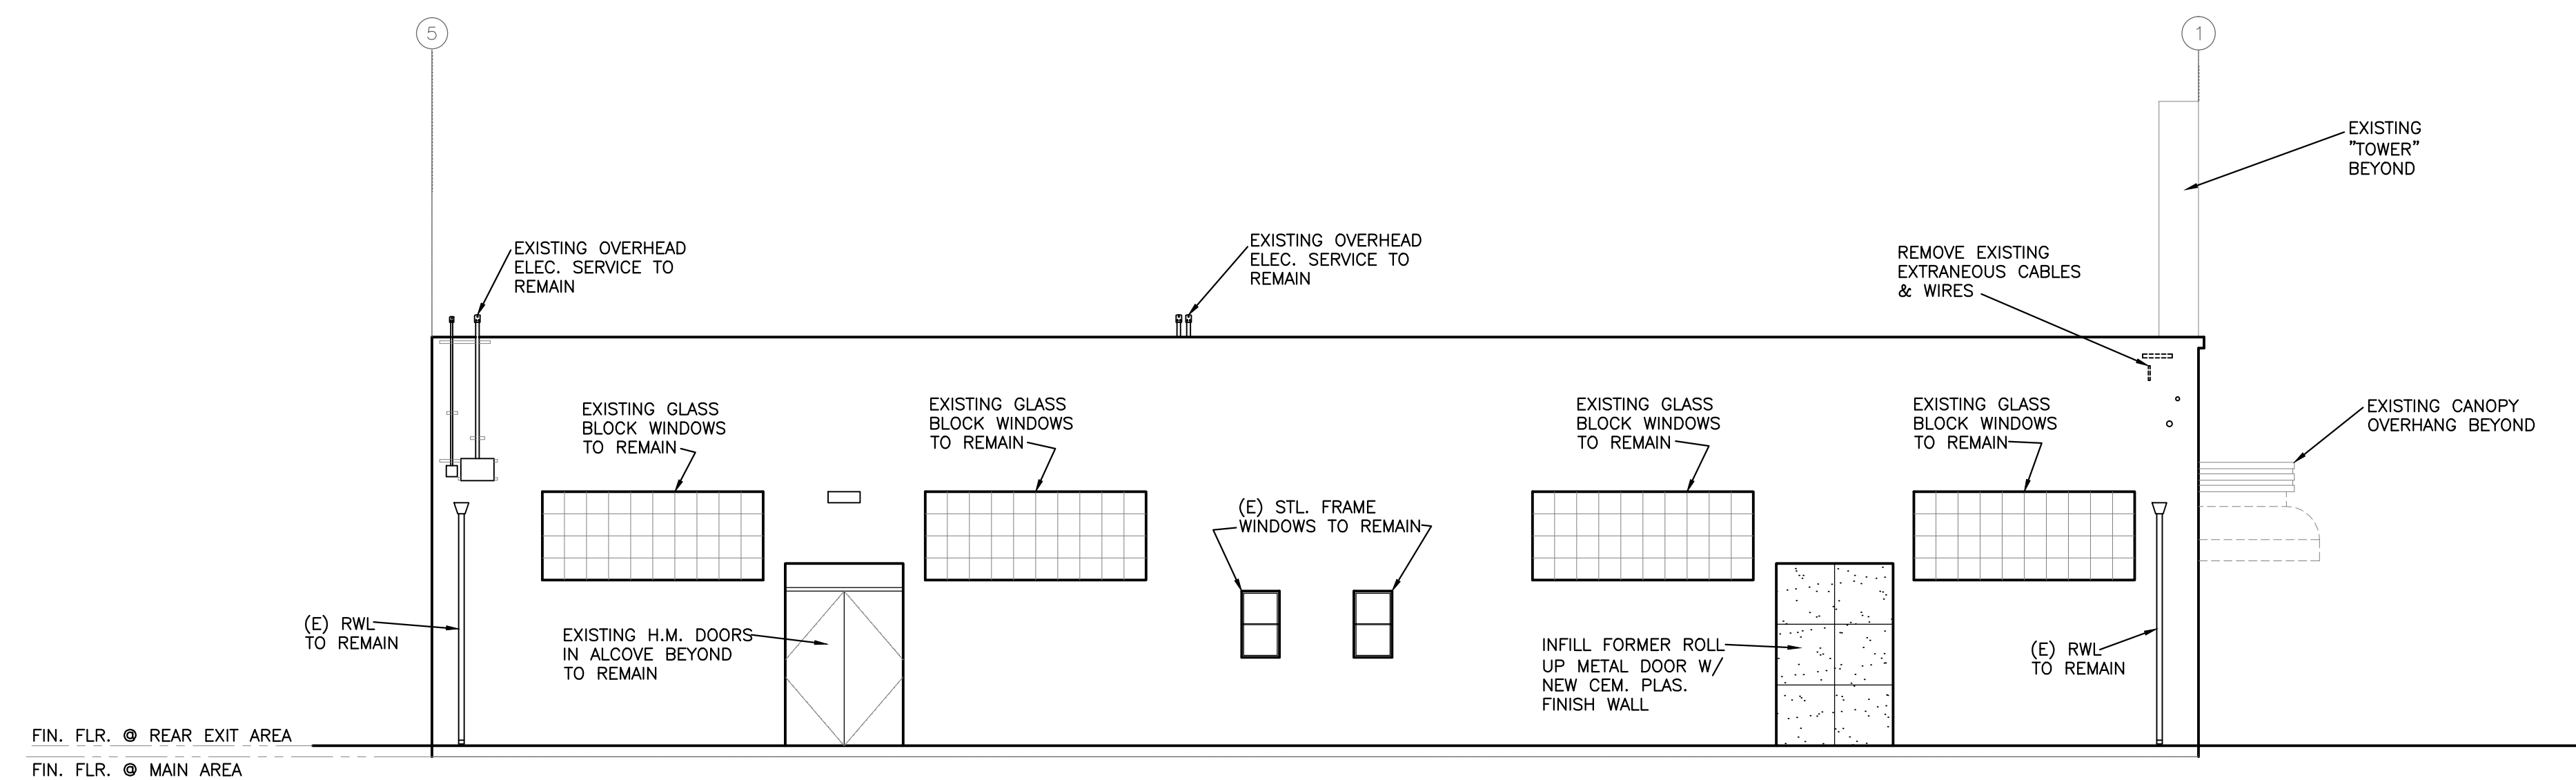 5
1
EXISTING
"TOWER"
BEYOND
EXISTING OVERHEAD
ELEC. SERVICE TO
REMAIN
EXISTING OVERHEAD
ELEC. SERVICE TO
REMAIN
REMOVE EXISTING
EXTRANEOUS CABLES
& WIRES
EXISTING GLASS
BLOCK WINDOWS
TO REMAIN
EXISTING GLASS
BLOCK WINDOWS
TO REMAIN
EXISTING GLASS
BLOCK WINDOWS
TO REMAIN
EXISTING GLASS
BLOCK WINDOWS
TO REMAIN
EXISTING CANOPY
OVERHANG BEYOND
(E) STL. FRAME
WINDOWS TO REMAIN
(E) RWL
TO REMAIN
EXISTING H.M. DOORS
IN ALCOVE BEYOND
TO REMAIN
INFILL FORMER ROLL
UP METAL DOOR W/
NEW CEM. PLAS.
FINISH WALL
(E) RWL
TO REMAIN
FIN. FLR. @ REAR EXIT AREA
FIN. FLR. @ MAIN AREA